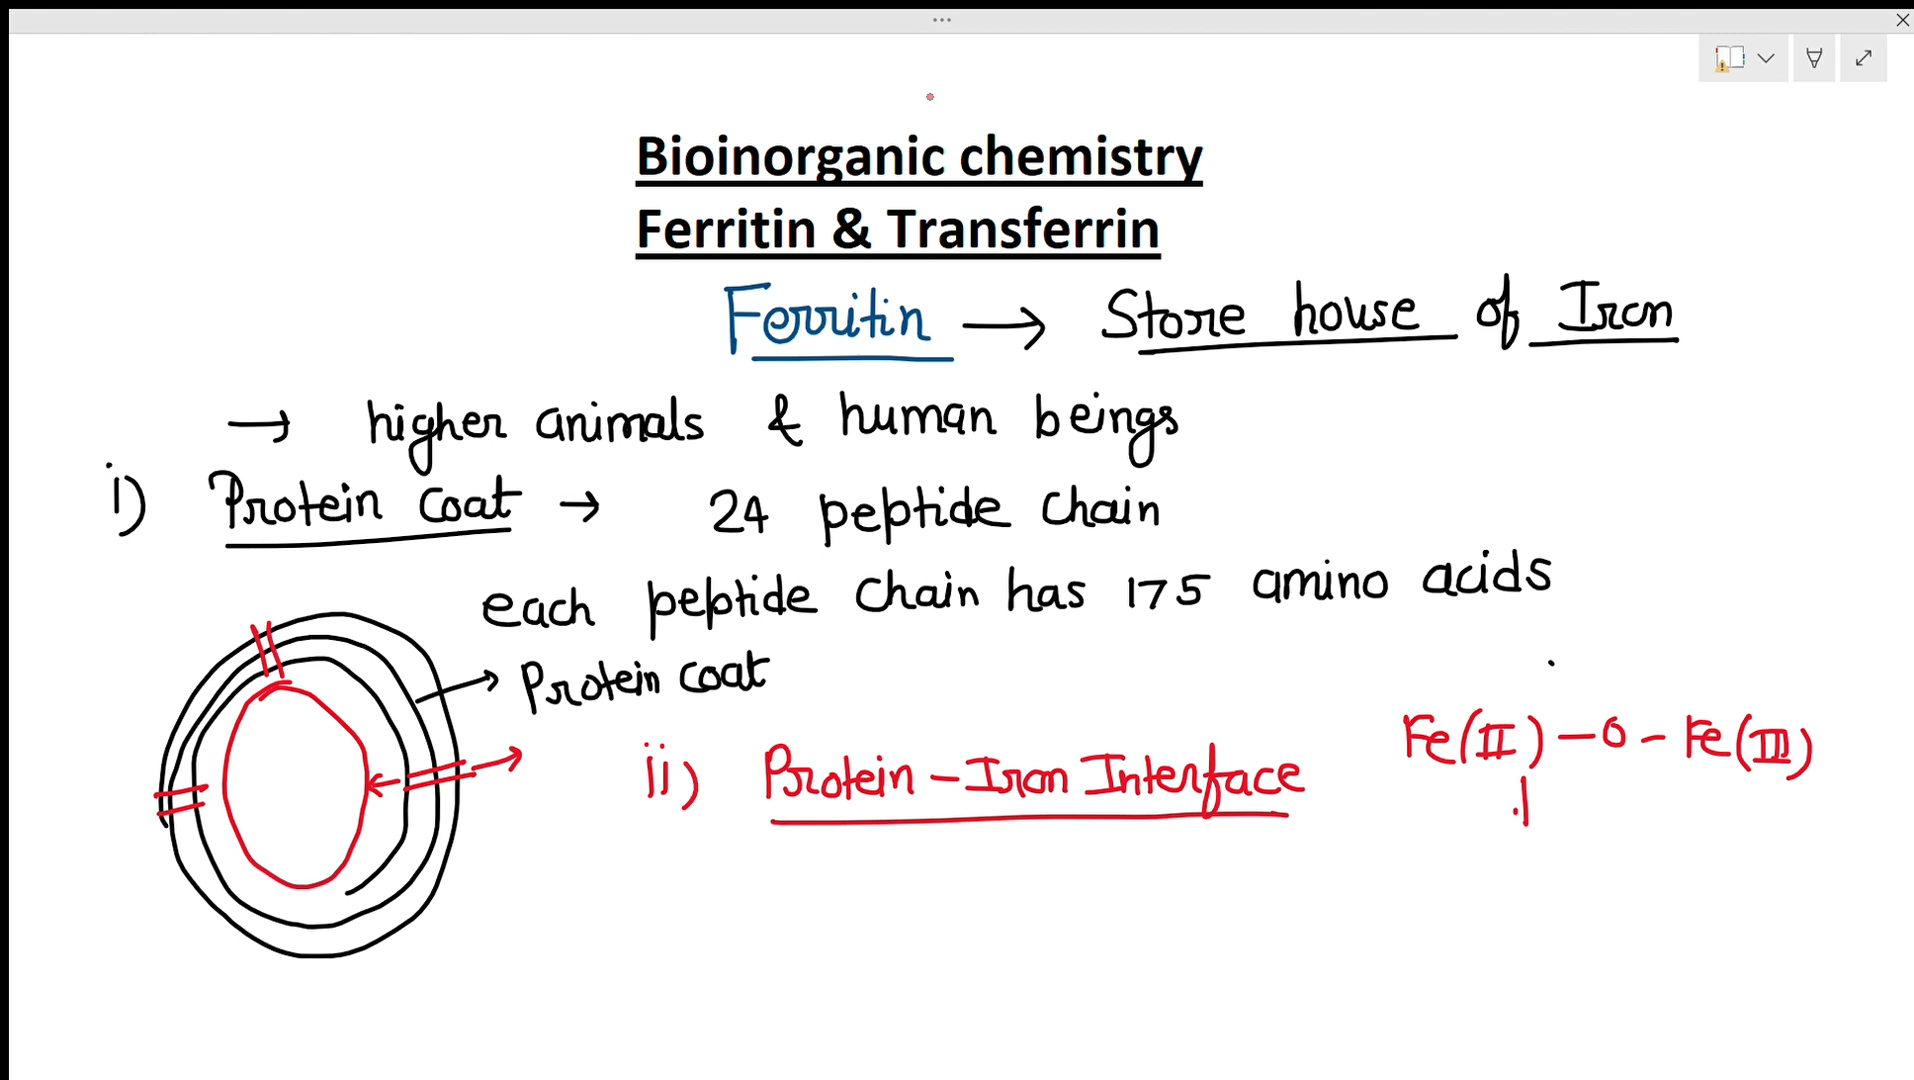 Bioinorganic chemistry
Ferritin & Transferrin
Ferritin → Store house of Iron
→ higher animals & human beings
i) Protein coat → 24 peptide chain
each peptide chain has 175 amino acids
→ Protein coat
ii) Protein - Iron Interface
Fe(II) - O - Fe(III)